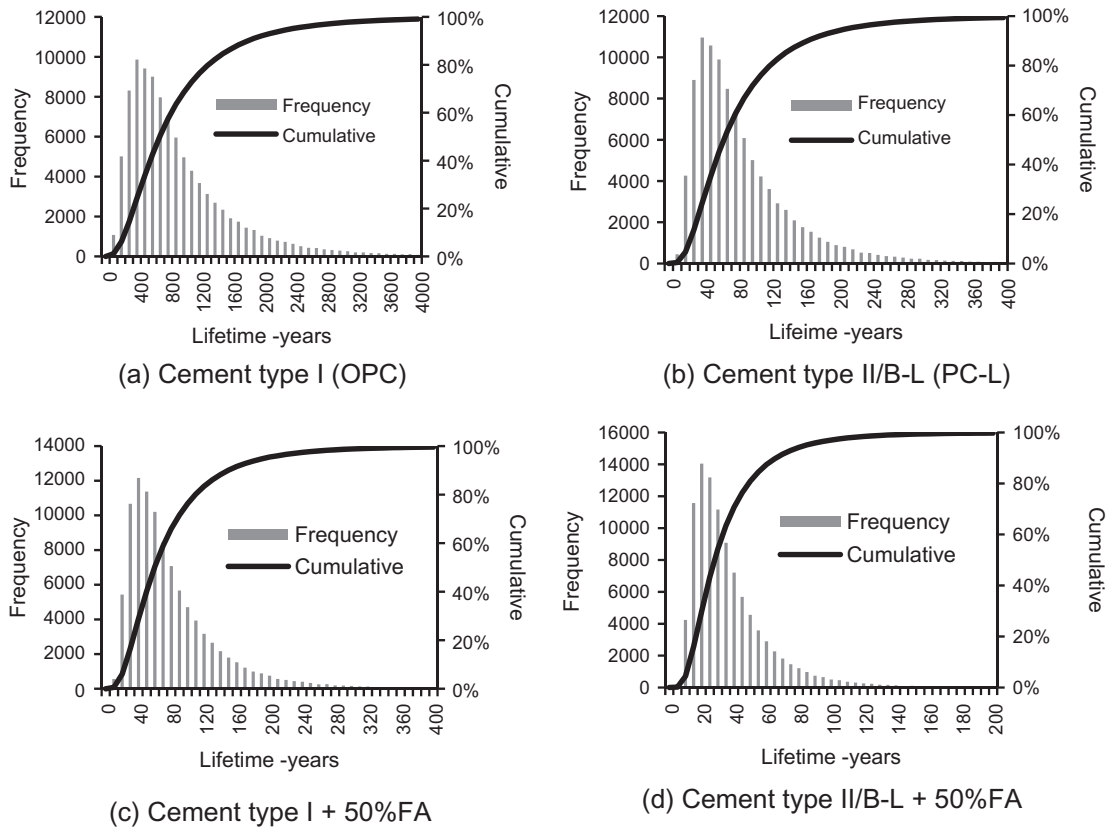 12000
10000
8000
6000
4000
2000
0
Frequency
100%
80%
60%
40%
20%
0%
Cumulative
Frequency
Cumulative
0 400 800 1200 1600 2000 2400 2800 3200 3600 4000
Lifetime -years
(a) Cement type I (OPC)
12000
10000
8000
6000
4000
2000
0
Frequency
100%
80%
60%
40%
20%
0%
Cumulative
Frequency
Cumulative
0 40 80 120 160 200 240 280 320 360 400
Lifeime -years
(b) Cement type II/B-L (PC-L)
14000
12000
10000
8000
6000
4000
2000
0
Frequency
100%
80%
60%
40%
20%
0%
Cumulative
Frequency
Cumulative
0 40 80 120 160 200 240 280 320 360 400
Lifetime -years
(c) Cement type I + 50%FA
16000
14000
12000
10000
8000
6000
4000
2000
0
Frequency
100%
80%
60%
40%
20%
0%
Cumulative
Frequency
Cumulative
0 20 40 60 80 100 120 140 160 180 200
Lifetime -years
(d) Cement type II/B-L + 50%FA